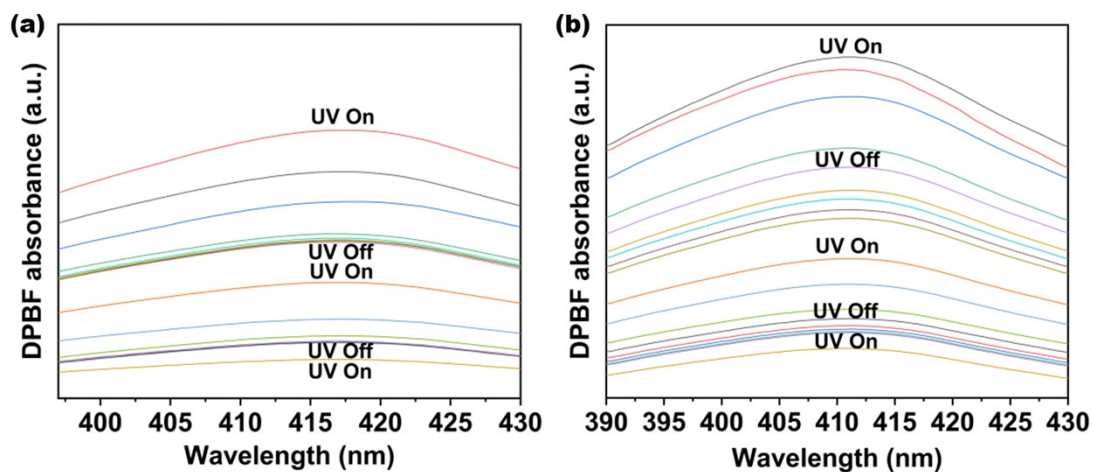 (a)
DPBF absorbance (a.u.)
UV On
UV Off
UV On
UV Off
UV On
400 405 410 415 420 425 430
Wavelength (nm)
(b)
DPBF absorbance (a.u.)
UV On
UV Off
UV On
UV Off
UV On
390 395 400 405 410 415 420 425 430
Wavelength (nm)